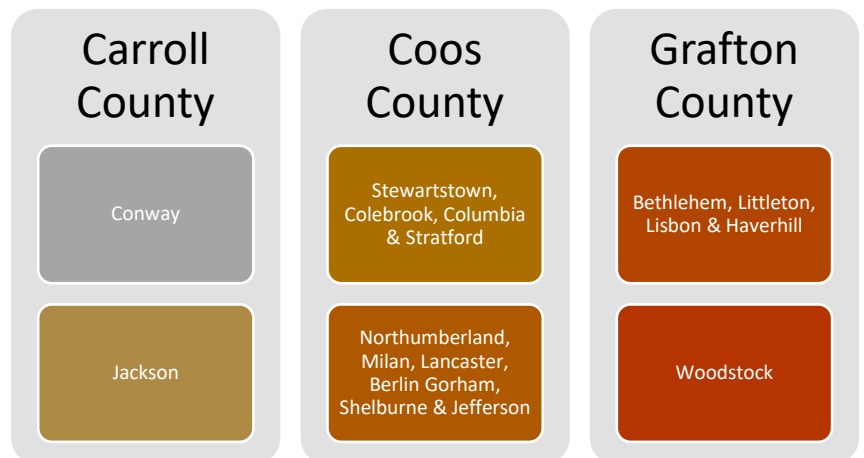 Carroll
County
Conway
Jackson
Coos
County
Stewartstown,
Colebrook, Columbia
& Stratford
Northumberland,
Milan, Lancaster,
Berlin Gorham,
Shelburne & Jefferson
Grafton
County
Bethlehem, Littleton,
Lisbon & Haverhill
Woodstock